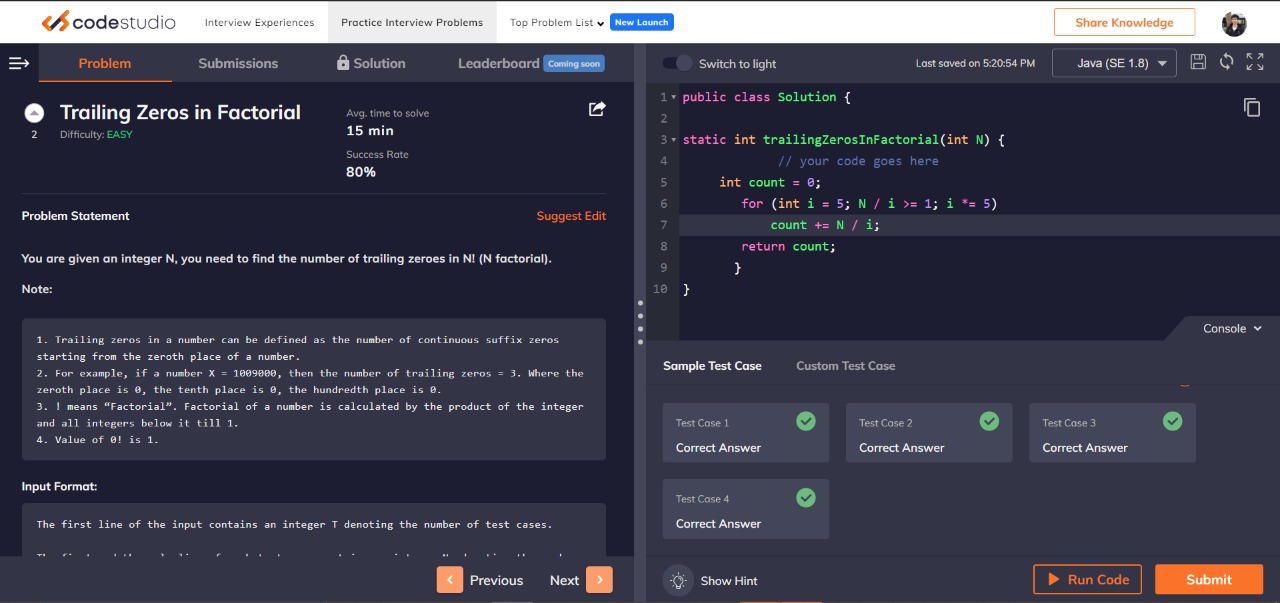 codestudio
Interview Experiences
Practice Interview Problems
Top Problem List
New Launch
Share Knowledge
Problem
Submissions
Solution
Leaderboard Coming soon
Trailing Zeros in Factorial
Difficulty: EASY
2
Avg. time to solve
15 min
Success Rate
80%
Problem Statement
Suggest Edit
You are given an integer N, you need to find the number of trailing zeroes in N! (N factorial).
Note:
1. Trailing zeros in a number can be defined as the number of continuous suffix zeros
starting from the zeroth place of a number.
2. For example, if a number X = 1009000, then the number of trailing zeros = 3. Where the
zeroth place is 0, the tenth place is 0, the hundredth place is 0.
3. ! means “Factorial”. Factorial of a number is calculated by the product of the integer
and all integers below it till 1.
4. Value of 0! is 1.
Input Format:
The first line of the input contains an integer T denoting the number of test cases.
Previous
Next
Switch to light
Last saved on 5:20:54 PM
Java (SE 1.8)
1 public class Solution {
2
3 static int trailingZerosInFactorial(int N) {
4 // your code goes here
5 int count = 0;
6 for (int i = 5; N / i >= 1; i *= 5)
7 count += N / i;
8 return count;
9 }
10 }
Console
Sample Test Case
Custom Test Case
Test Case 1
Correct Answer
Test Case 2
Correct Answer
Test Case 3
Correct Answer
Test Case 4
Correct Answer
Show Hint
Run Code
Submit